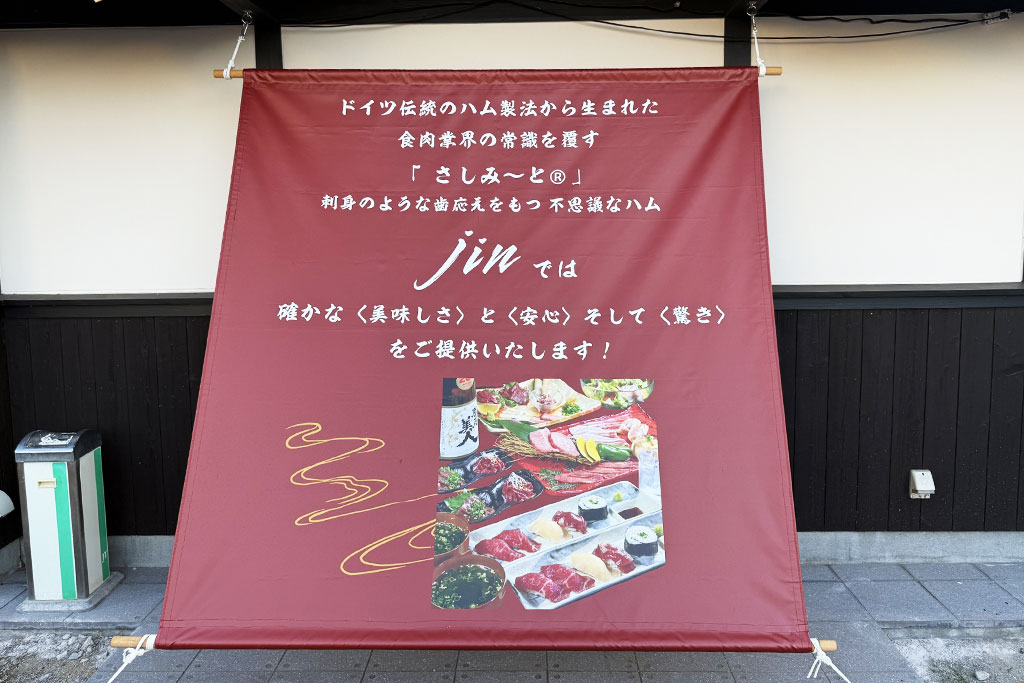 ドイツ伝統のハム製法から生まれた
食肉業界の常識を覆す
「さしみ〜と®」
刺身のような歯応えをもつ 不思議なハム
jin では
確かな〈美味しさ〉と〈安心〉そして〈驚き〉
をご提供いたします！
美人